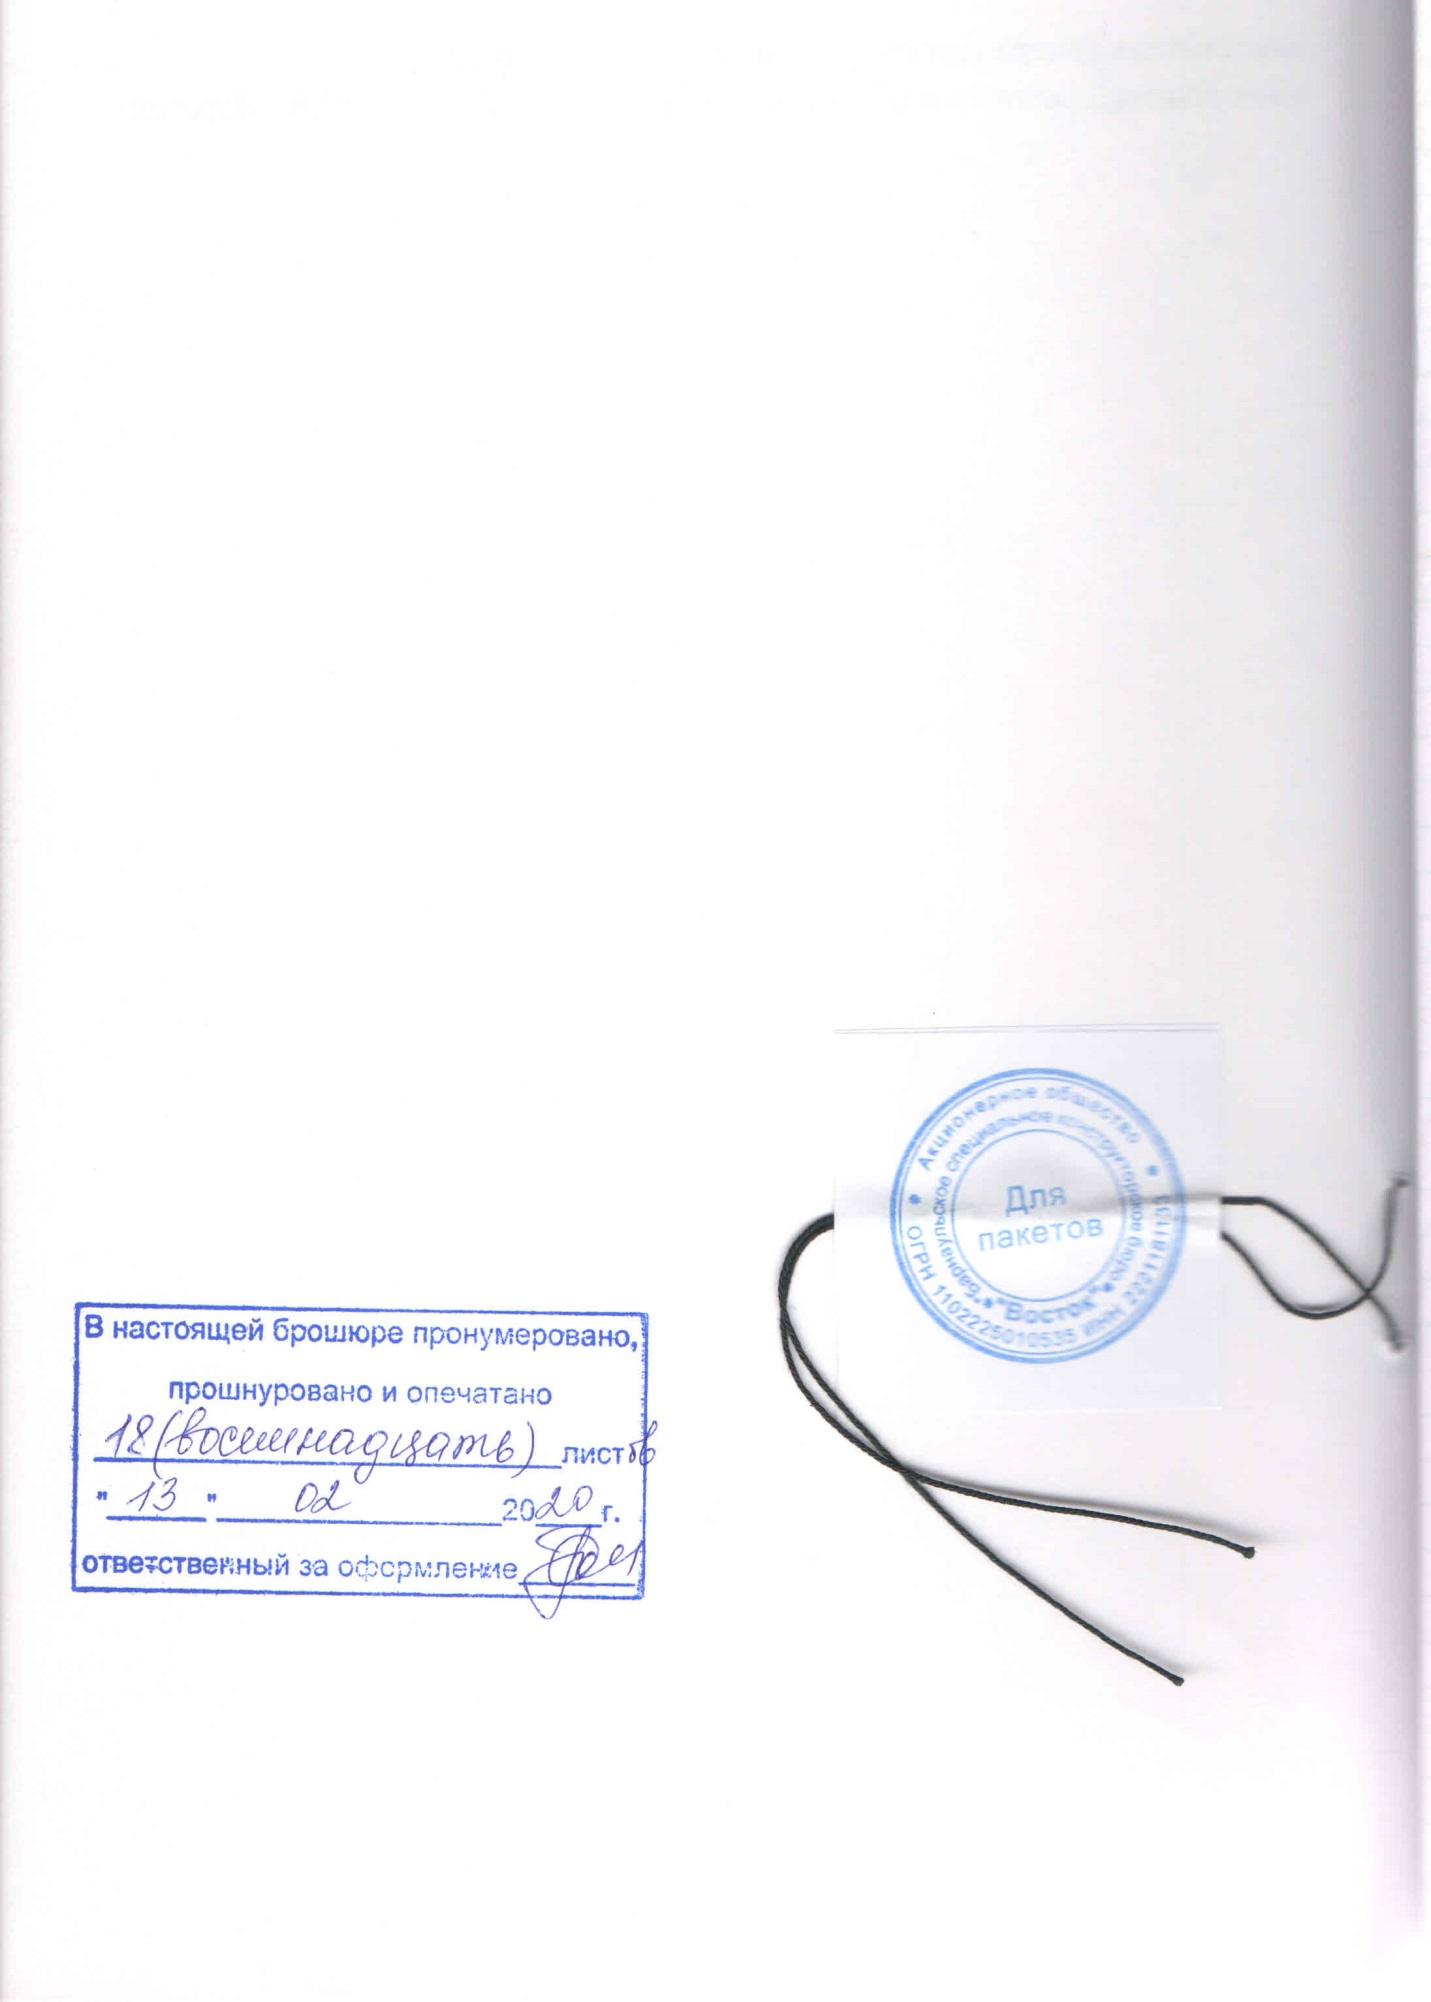 Акционерное общество
"Барнаульское специальное конструкторское бюро
"Восток"
ОГРН 1102225010535 ИНН 2221181139
Для
пакетов
В настоящей брошюре пронумеровано,
прошнуровано и опечатано
18 (восемнадцать) листов
" 13 " 02 2020 г.
ответственный за оформление